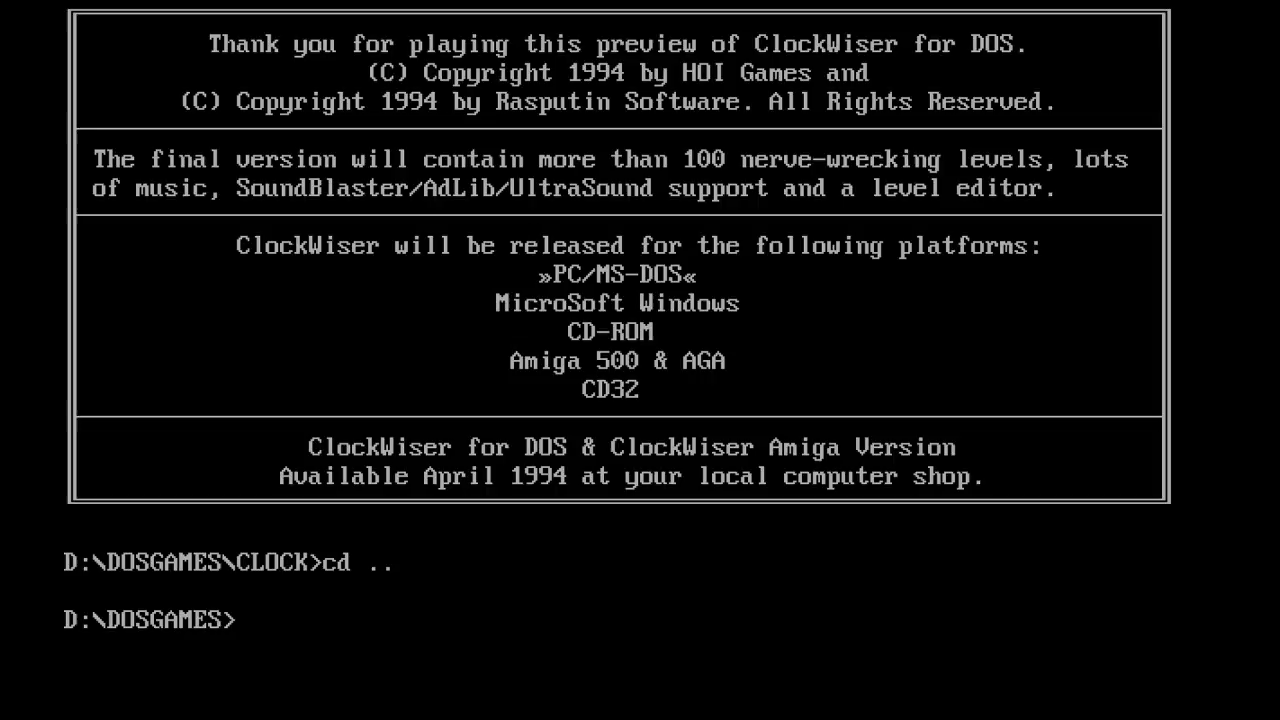 Thank you for playing this preview of ClockWiser for DOS.
(C) Copyright 1994 by HOI Games and
(C) Copyright 1994 by Rasputin Software. All Rights Reserved.
The final version will contain more than 100 nerve-wrecking levels, lots
of music, SoundBlaster/AdLib/UltraSound support and a level editor.
ClockWiser will be released for the following platforms:
»PC/MS-DOS«
MicroSoft Windows
CD-ROM
Amiga 500 & AGA
CD32
ClockWiser for DOS & ClockWiser Amiga Version
Available April 1994 at your local computer shop.
D:\DOSGAMES\CLOCK>cd ..
D:\DOSGAMES>